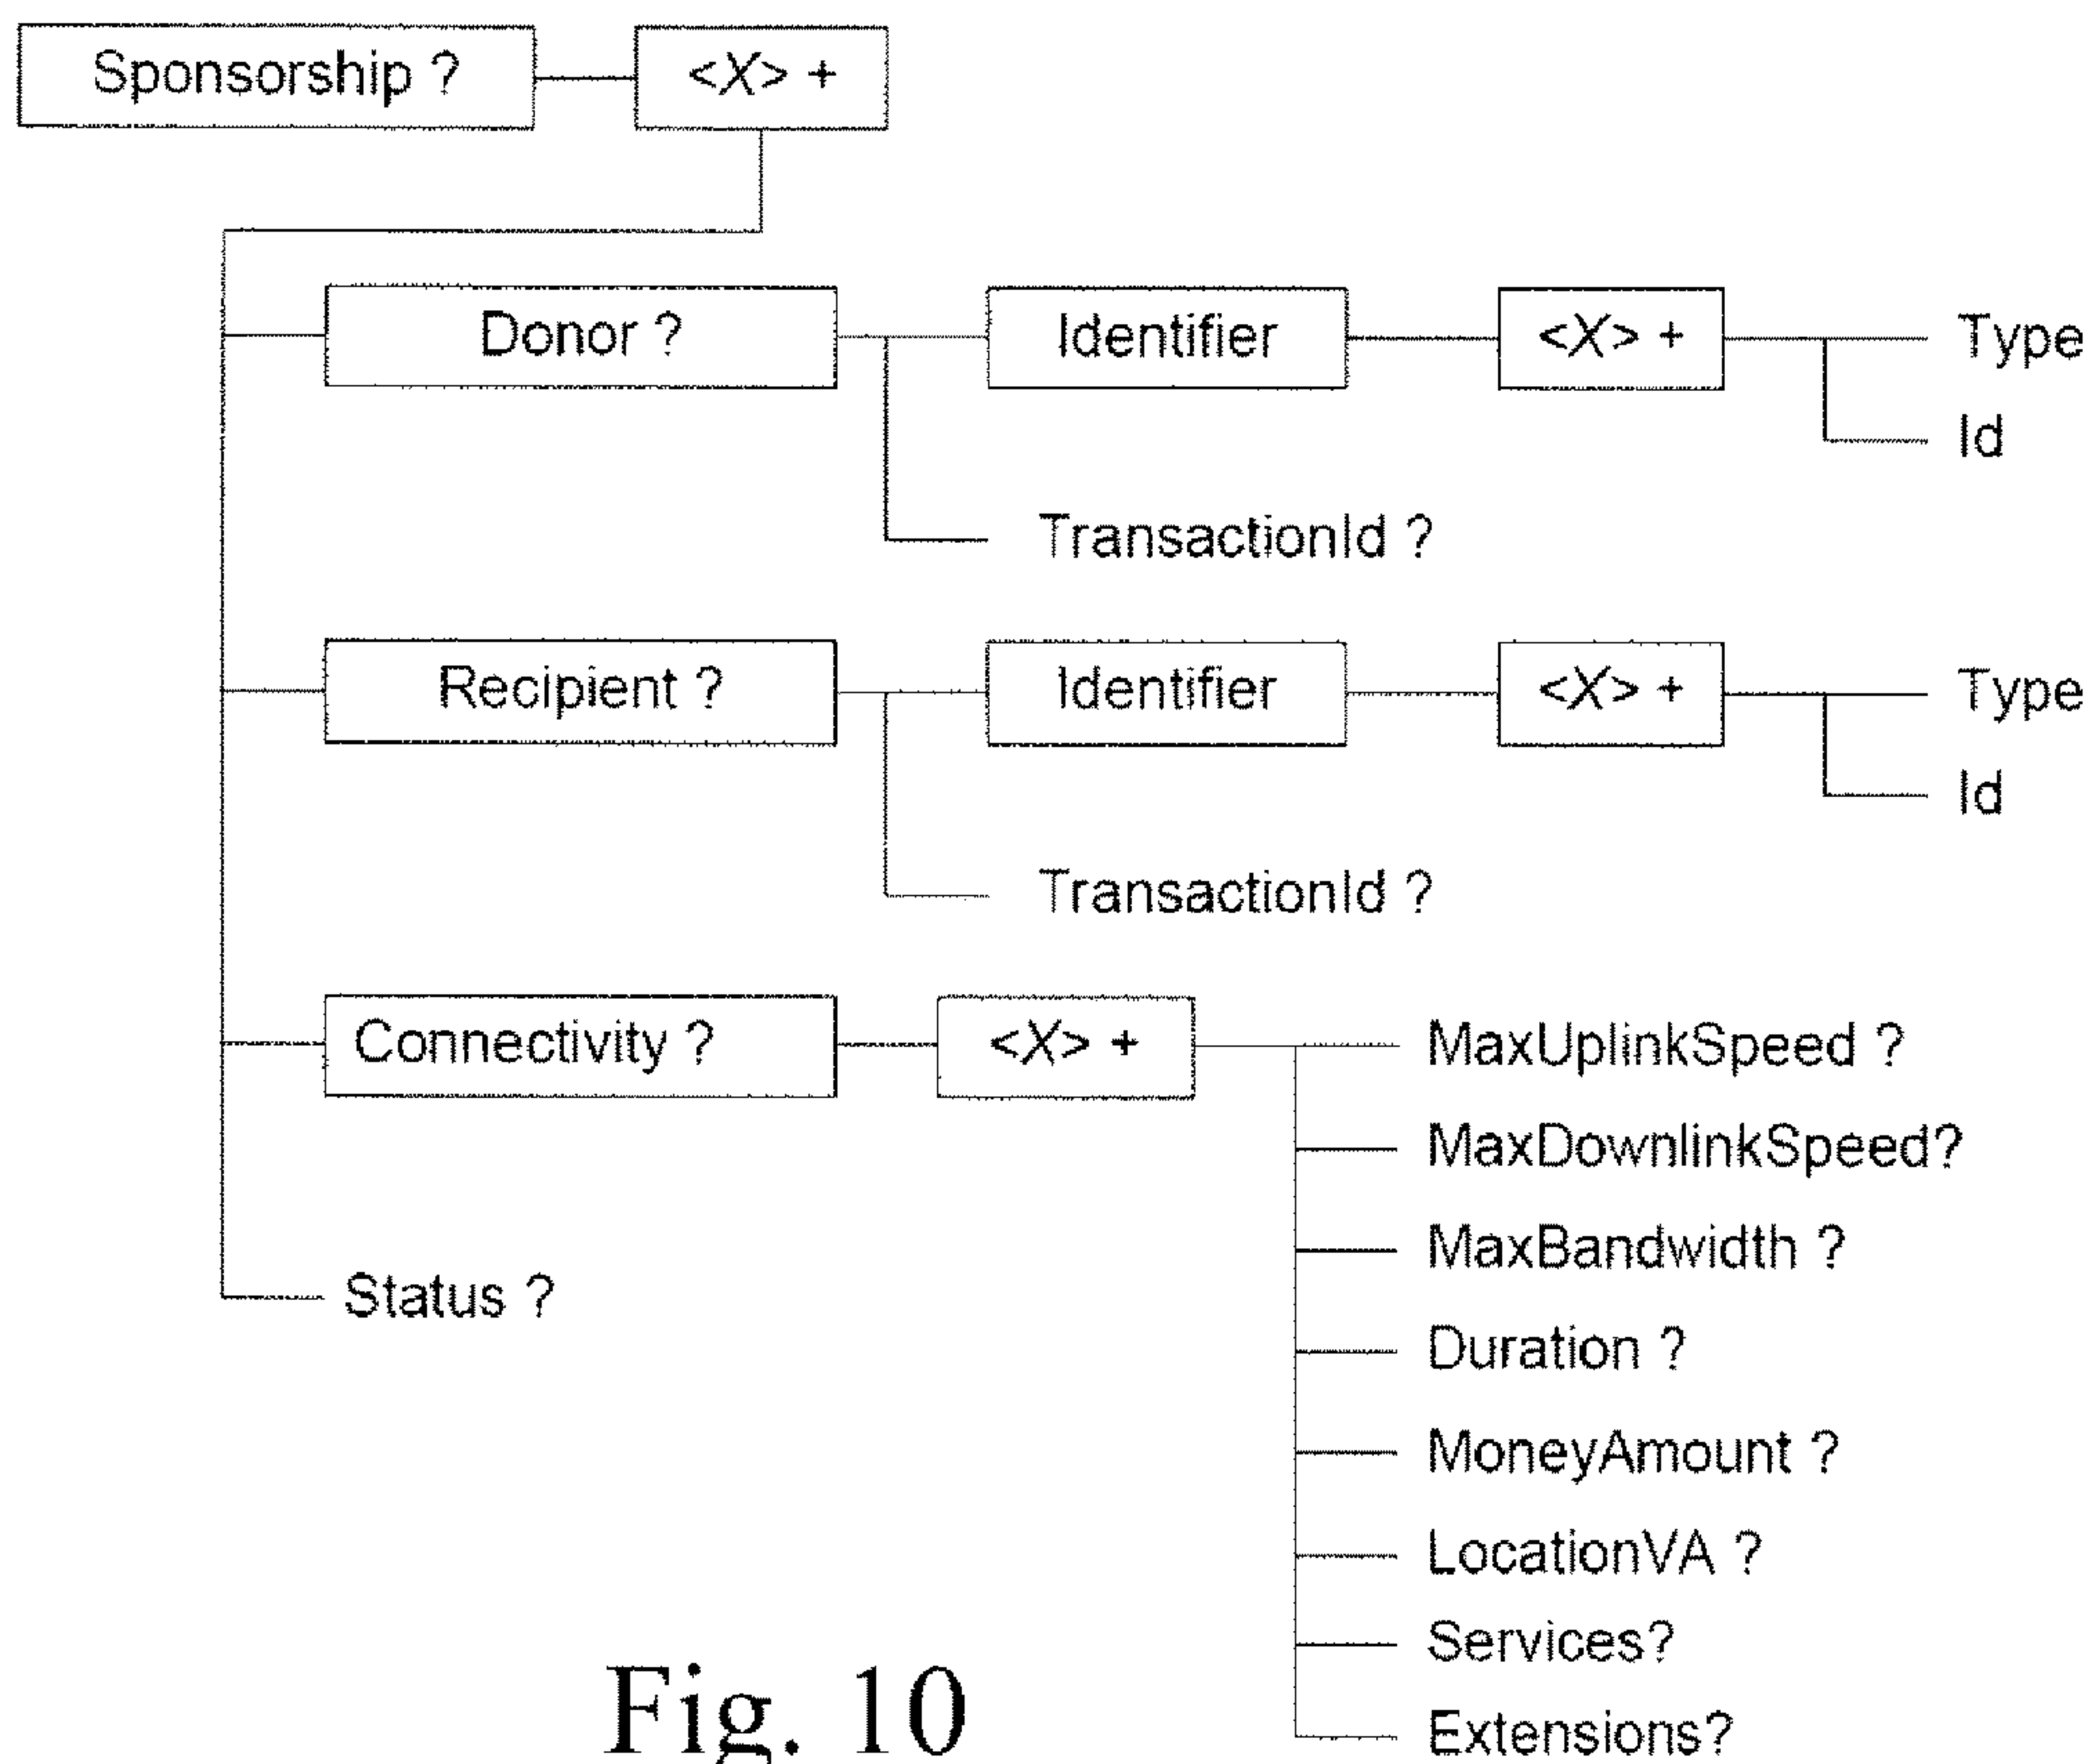 Sponsorship ? <X> +
Donor ? Identifier <X> + Type
Id
TransactionId ?
Recipient ? Identifier <X> + Type
Id
TransactionId ?
Connectivity ? <X> + MaxUplinkSpeed ?
MaxDownlinkSpeed?
MaxBandwidth ?
Status ?
Duration ?
MoneyAmount ?
LocationVA ?
Services?
Extensions?
Fig. 10